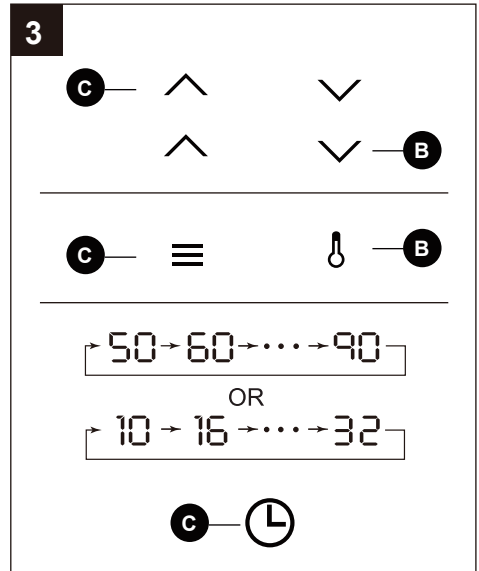 3
C
B
C
B
50 → 60 → ··· → 90
OR
10 → 16 → ··· → 32
C